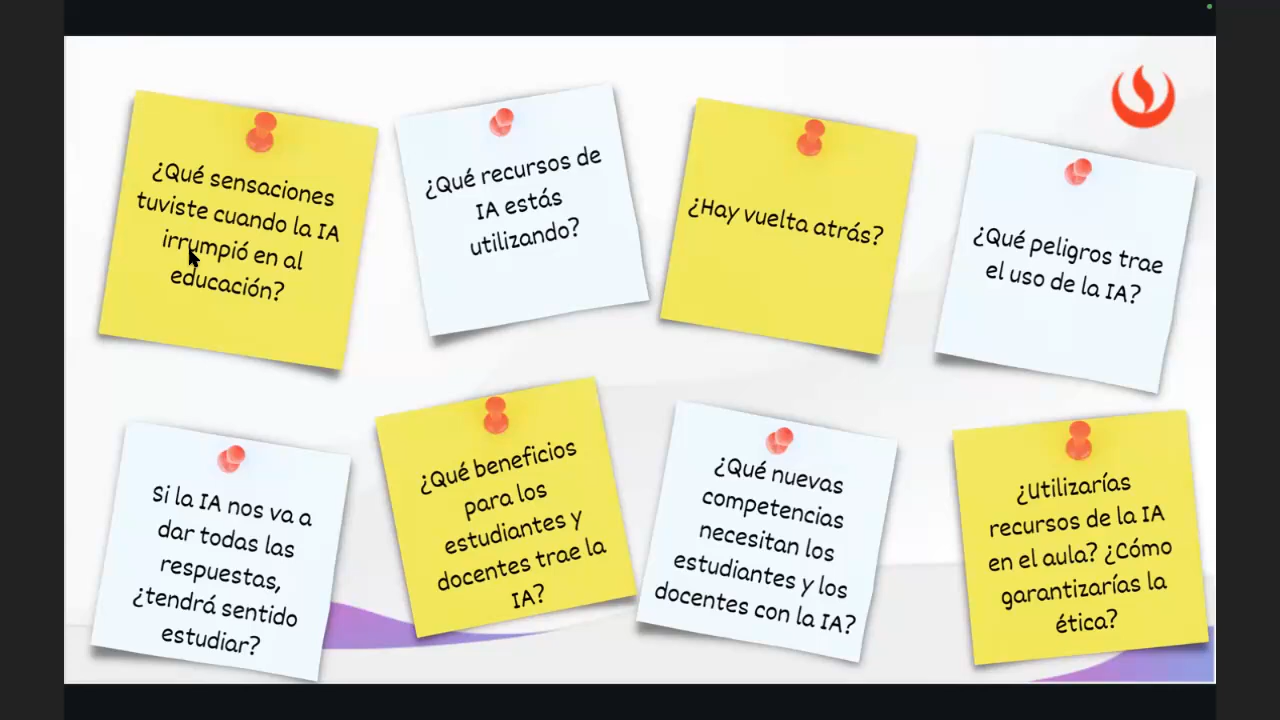 ¿Qué sensaciones
tuviste cuando la IA
irrumpió en al
educación?
¿Qué recursos de
IA estás
utilizando?
¿Hay vuelta atrás?
¿Qué peligros trae
el uso de la IA?
Si la IA nos va a
dar todas las
respuestas,
¿tendrá sentido
estudiar?
¿Qué beneficios
para los
estudiantes y
docentes trae la
IA?
¿Qué nuevas
competencias
necesitan los
estudiantes y los
docentes con la IA?
¿Utilizarías
recursos de la IA
en el aula? ¿Cómo
garantizarías la
ética?